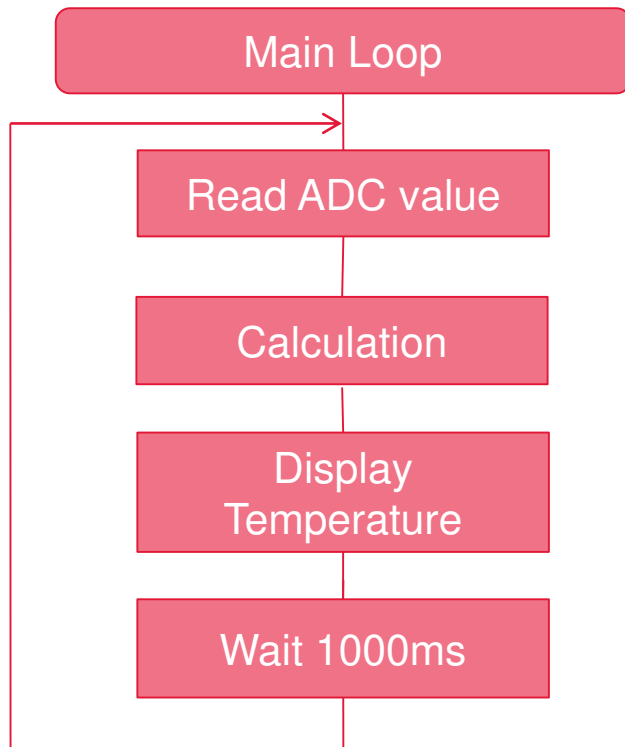 Main Loop
Read ADC value
Calculation
Display
Temperature
Wait 1000ms